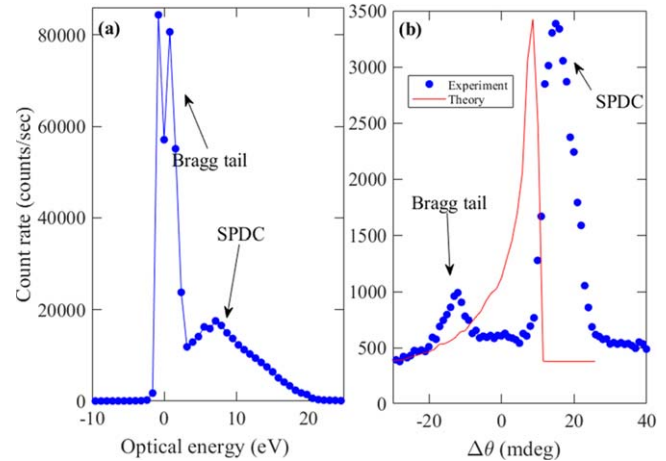 (a)
80000
60000
40000
20000
0
-10
0
10
20
Optical energy (eV)
Count rate (counts/sec)
Bragg tail
SPDC
(b)
3500
3000
2500
2000
1500
1000
500
0
-20
0
20
40
Δθ (mdeg)
Experiment
Theory
SPDC
Bragg tail